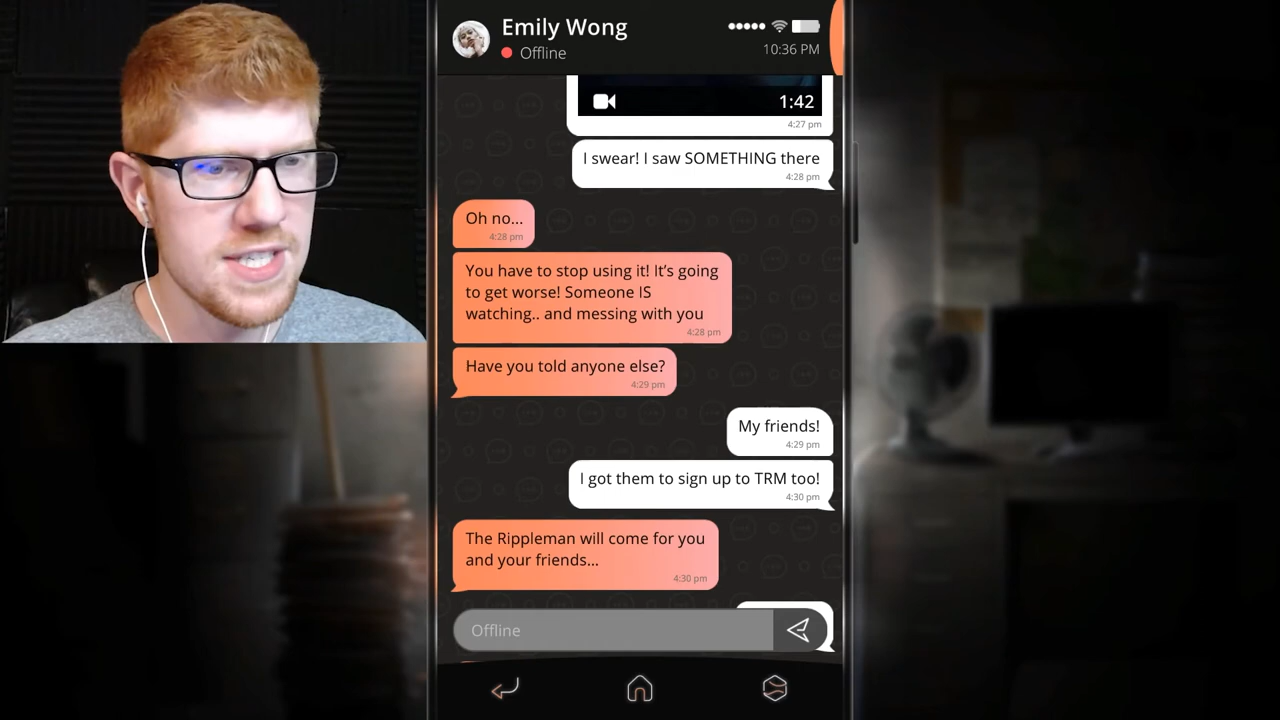 Emily Wong
Offline
10:36 PM
1:42
4:27 pm
I swear! I saw SOMETHING there
4:28 pm
Oh no...
4:28 pm
You have to stop using it! It's going
to get worse! Someone IS
watching.. and messing with you
4:28 pm
Have you told anyone else?
4:29 pm
My friends!
4:29 pm
I got them to sign up to TRM too!
4:30 pm
The Rippleman will come for you
and your friends...
4:30 pm
Offline